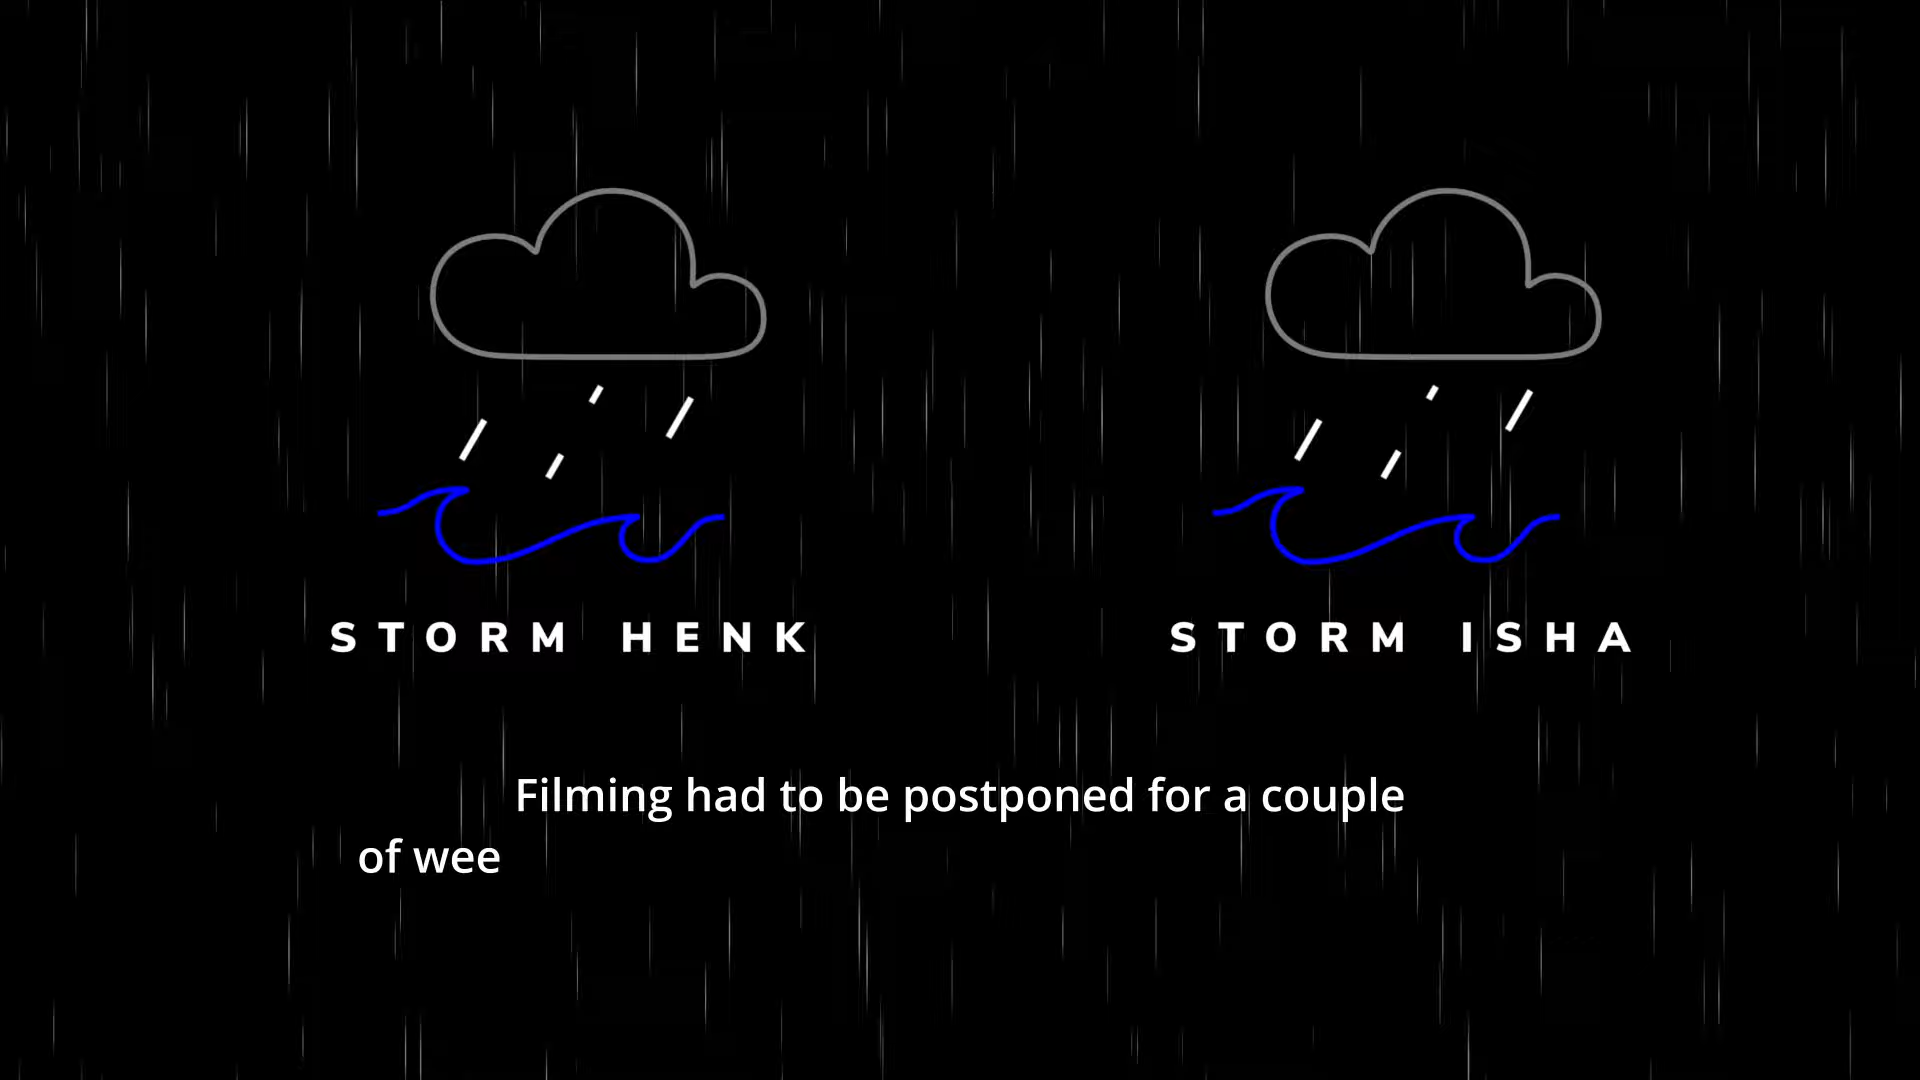 STORM HENK
STORM ISHA
Filming had to be postponed for a couple
of wee